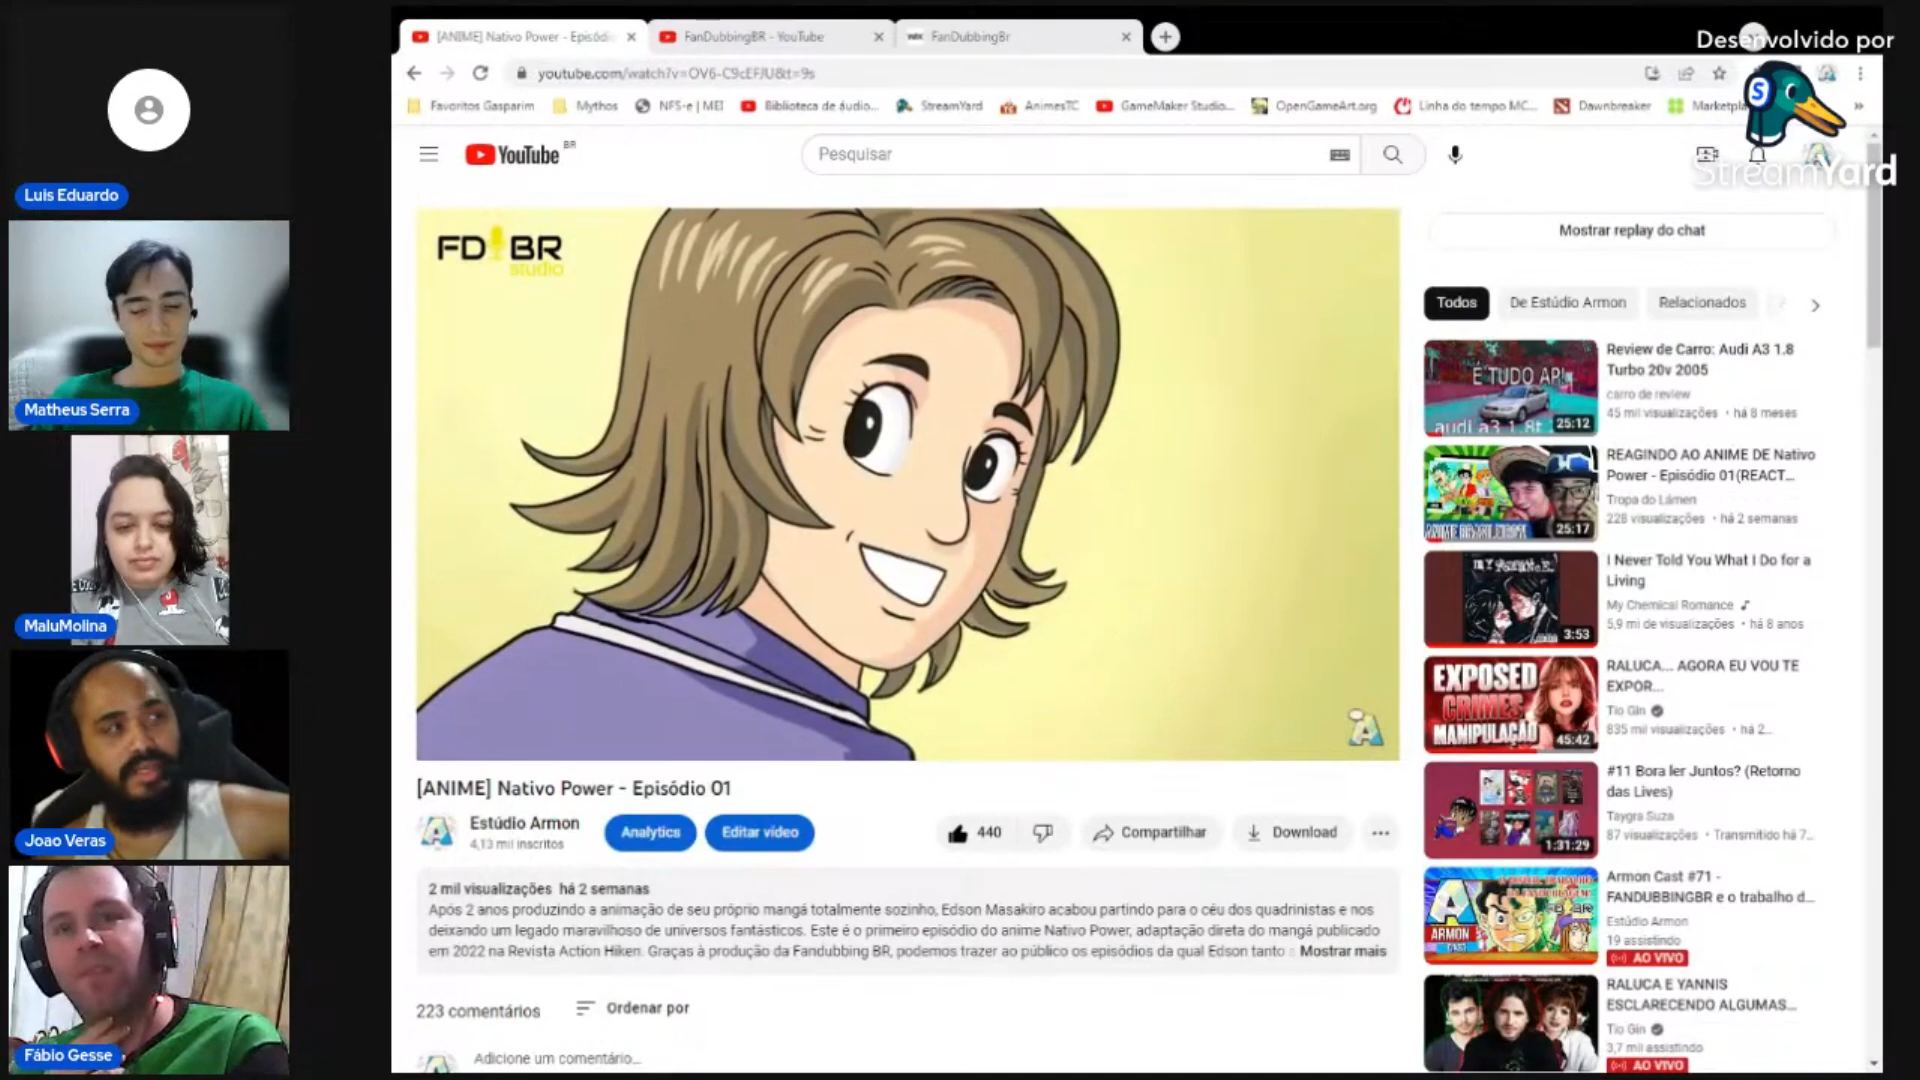 Luis Eduardo
Matheus Serra
MaluMolina
Joao Veras
Fábio Gesse
[ANIME] Nativo Power - Episódi
FanDubbingBR - YouTube
WIX FanDubbingBr
Desenvolvido por
StreamYard
youtube.com/watch?v=OV6-C9cEFJU&t=9s
Favoritos Gasparim
Mythos
NFS-e | MEI
Biblioteca de áudio...
StreamYard
AnimesTC
GameMaker Studio...
OpenGameArt.org
Linha do tempo MC...
Dawnbreaker
Marketpla
YouTube BR
Pesquisar
FD BR
studio
Mostrar replay do chat
Todos
De Estúdio Armon
Relacionados
É TUDO AP
audi a3 1.8t
25:12
Review de Carro: Audi A3 1.8
Turbo 20v 2005
carro de review
45 mil visualizações • há 8 meses
25:17
REAGINDO AO ANIME DE Nativo
Power - Episódio 01(REACT...
Tropa do Lámen
228 visualizações • há 2 semanas
3:53
I Never Told You What I Do for a
Living
My Chemical Romance
5,9 mi de visualizações • há 8 anos
EXPOSED
CRIMES
MANIPULAÇÃO
45:42
RALUCA... AGORA EU VOU TE
EXPOR...
Tio Gin
835 mil visualizações • há 2...
1:31:29
#11 Bora ler Juntos? (Retorno
das Lives)
Taygra Suza
87 visualizações • Transmitido há 7...
ARMON
CAST
Armon Cast #71 -
FANDUBBINGBR e o trabalho d...
Estúdio Armon
19 assistindo
AO VIVO
RALUCA E YANNIS
ESCLARECENDO ALGUMAS...
Tio Gin
3,7 mil assistindo
AO VIVO
[ANIME] Nativo Power - Episódio 01
Estúdio Armon
4,13 mil inscritos
Analytics
Editar vídeo
440
Compartilhar
Download
2 mil visualizações há 2 semanas
Após 2 anos produzindo a animação de seu próprio mangá totalmente sozinho, Edson Masakiro acabou partindo para o céu dos quadrinistas e nos
deixando um legado maravilhoso de universos fantásticos. Este é o primeiro episódio do anime Nativo Power, adaptação direta do mangá publicado
em 2022 na Revista Action Hiken. Graças à produção da Fandubbing BR, podemos trazer ao público os episódios da qual Edson tanto s Mostrar mais
223 comentários
Ordenar por
Adicione um comentário...